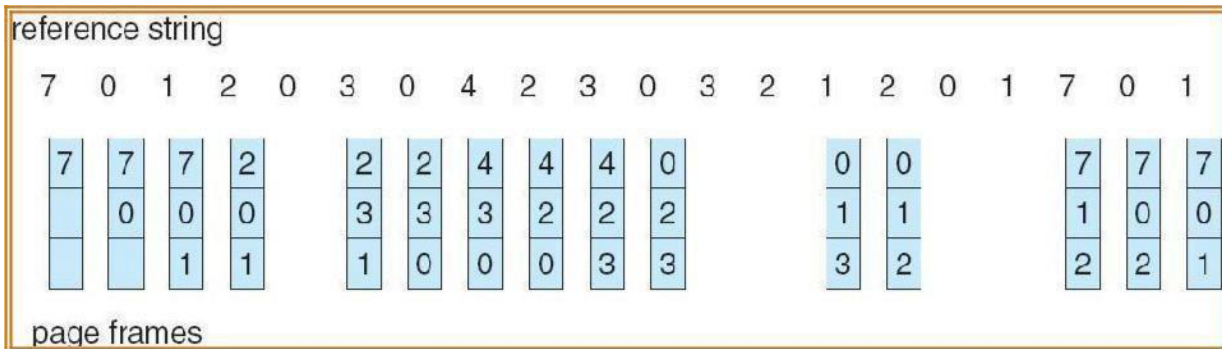 reference string
7 0 1 2 0 3 0 4 2 3 0 3 2 1 2 0 1 7 0 1
7 7 7 2 2 2 4 4 4 0 0 0 7 7 7
0 0 0 3 3 3 2 2 2 1 1 1 0 0
1 1 1 0 0 0 3 3 3 2 2 2 1
page frames